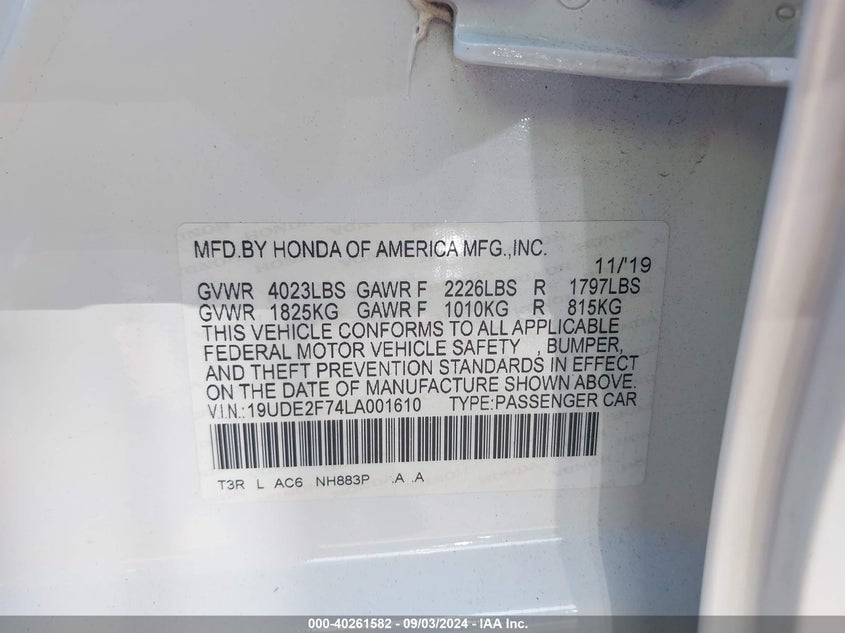 MFD.BY HONDA OF AMERICA MFG.,INC.
11/'19
GVWR 4023LBS GAWR F 2226LBS R 1797LBS
GVWR 1825KG GAWR F 1010KG R 815KG
THIS VEHICLE CONFORMS TO ALL APPLICABLE
FEDERAL MOTOR VEHICLE SAFETY , BUMPER,
AND THEFT PREVENTION STANDARDS IN EFFECT
ON THE DATE OF MANUFACTURE SHOWN ABOVE.
V.I.N.:19UDE2F74LA001610 TYPE:PASSENGER CAR
T3R L AC6 NH883P .A .A
000-40261582 - 09/03/2024 - IAA Inc.